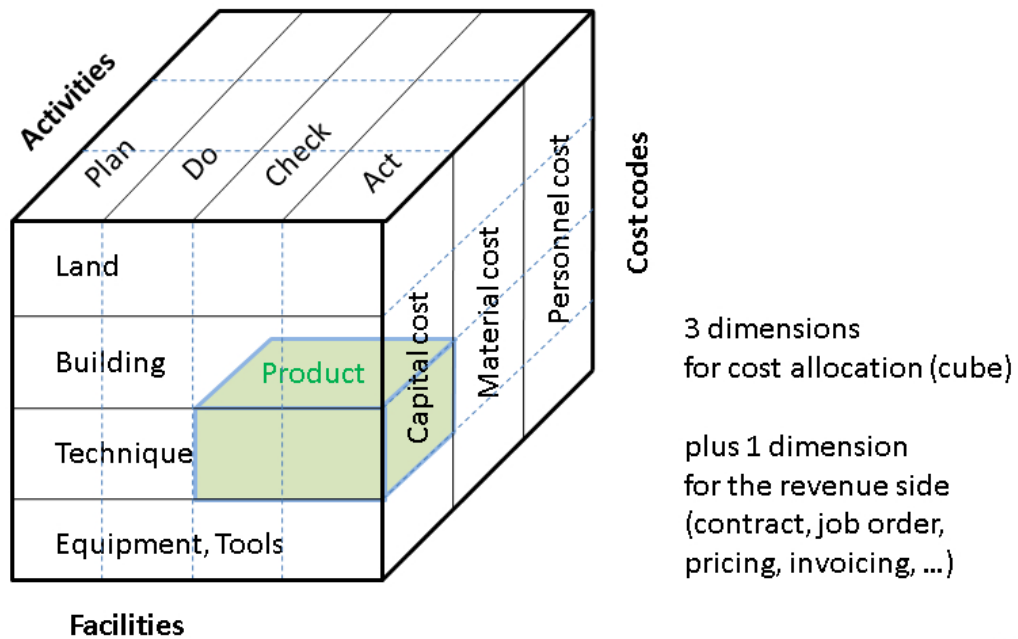 Activities
Plan
Do
Check
Act
Land
Building
Technique
Equipment, Tools
Product
Capital cost
Material cost
Personnel cost
Cost codes
Facilities
3 dimensions
for cost allocation (cube)
plus 1 dimension
for the revenue side
(contract, job order,
pricing, invoicing, ...)